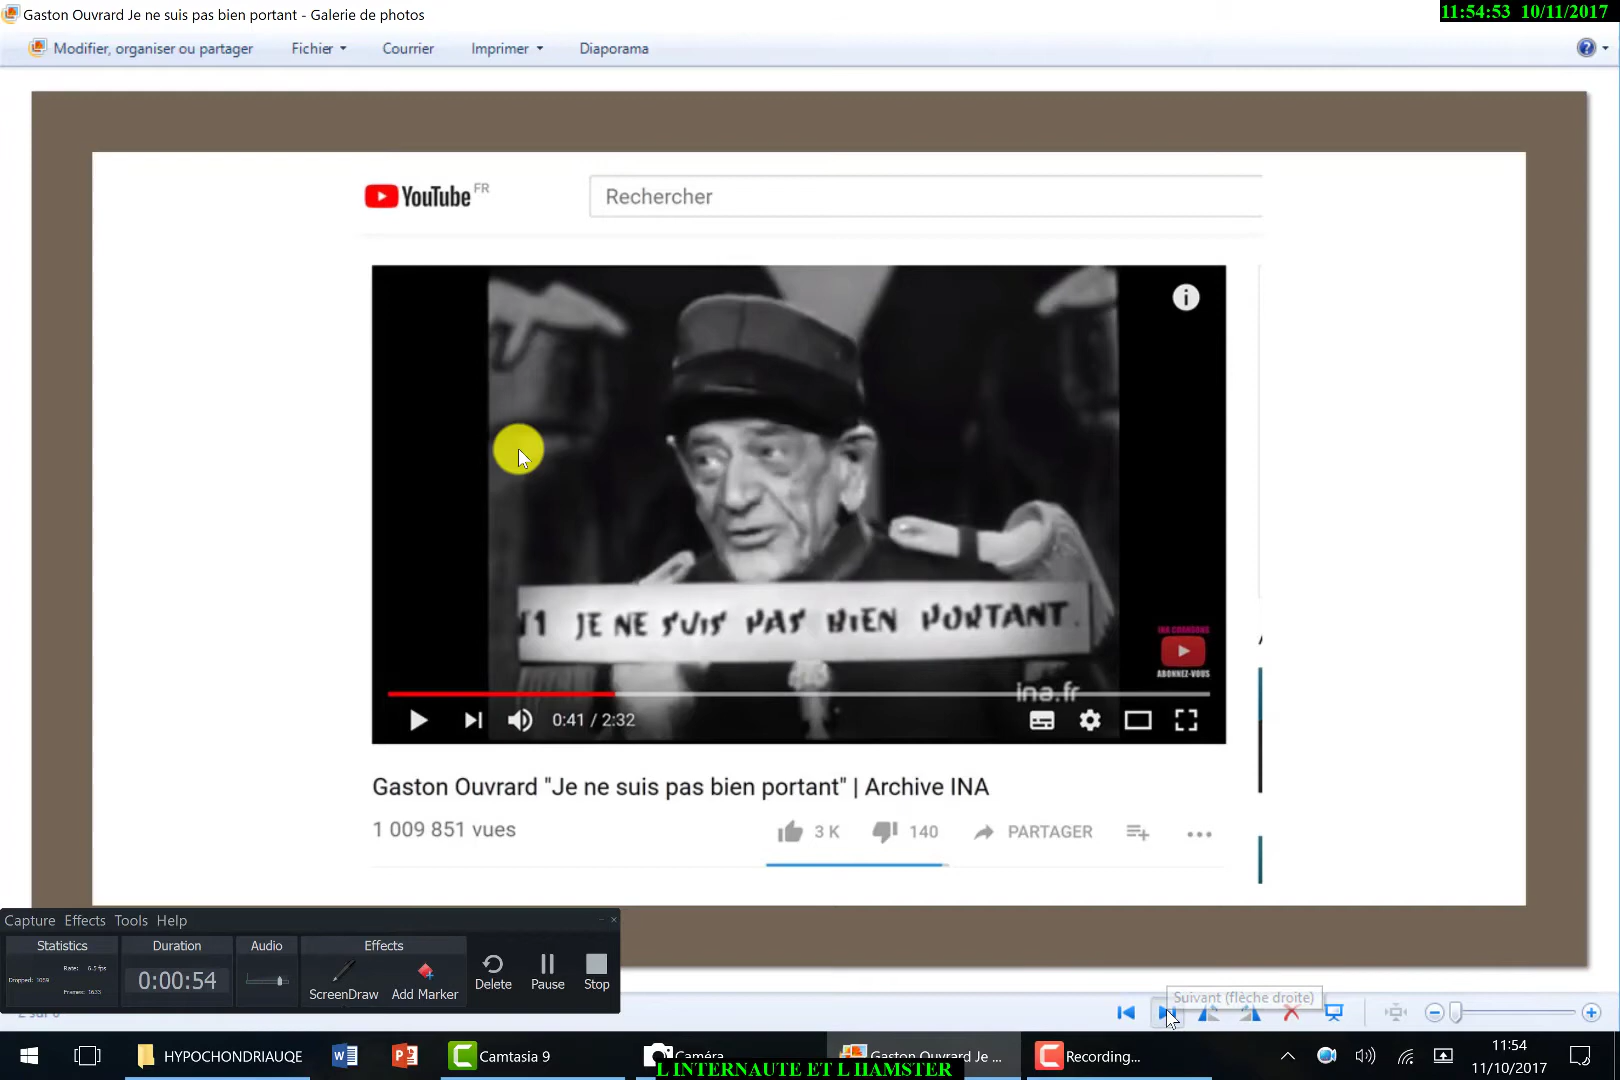 Gaston Ouvrard Je ne suis pas bien portant - Galerie de photos
11:54:53 10/11/2017
Modifier, organiser ou partager
Fichier
Courrier
Imprimer
Diaporama
YouTube FR
Rechercher
JE NE SUIS PAS BIEN PORTANT.
INA CHANSONS
ABONNEZ-VOUS
ina.fr
0:41 / 2:32
Gaston Ouvrard "Je ne suis pas bien portant" | Archive INA
1 009 851 vues
3 K
140
PARTAGER
Capture Effects Tools Help
Statistics
Duration
Audio
Effects
Dropped: 1059
Rate: 6.5 fps
Frames: 1633
0:00:54
ScreenDraw
Add Marker
Delete
Pause
Stop
Suivant (flèche droite)
HYPOCHONDRIAUQE
Camtasia 9
Caméra
Gaston Ouvrard Je ...
Recording...
11:54
11/10/2017
L INTERNAUTE ET L HAMSTER